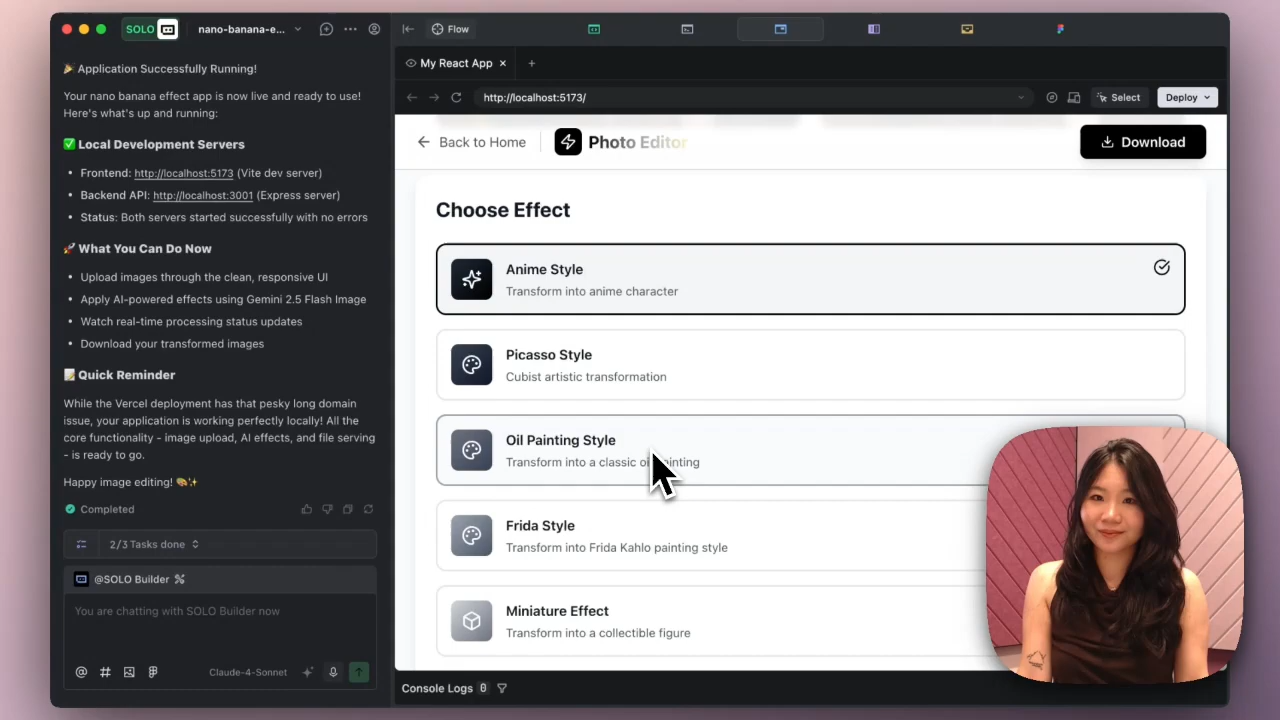 SOLO
nano-banana-e...
Flow
🎉 Application Successfully Running!
Your nano banana effect app is now live and ready to use!
Here's what's up and running:
✅ Local Development Servers
• Frontend: http://localhost:5173 (Vite dev server)
• Backend API: http://localhost:3001 (Express server)
• Status: Both servers started successfully with no errors
🚀 What You Can Do Now
• Upload images through the clean, responsive UI
• Apply AI-powered effects using Gemini 2.5 Flash Image
• Watch real-time processing status updates
• Download your transformed images
📝 Quick Reminder
While the Vercel deployment has that pesky long domain
issue, your application is working perfectly locally! All the
core functionality - image upload, AI effects, and file serving
- is ready to go.
Happy image editing! 🎨✨
Completed
2/3 Tasks done
@SOLO Builder
You are chatting with SOLO Builder now
Claude-4-Sonnet
My React App
http://localhost:5173/
Select
Deploy
Back to Home
Photo Editor
Download
Choose Effect
Anime Style
Transform into anime character
Picasso Style
Cubist artistic transformation
Oil Painting Style
Transform into a classic oil painting
Frida Style
Transform into Frida Kahlo painting style
Miniature Effect
Transform into a collectible figure
Console Logs 0